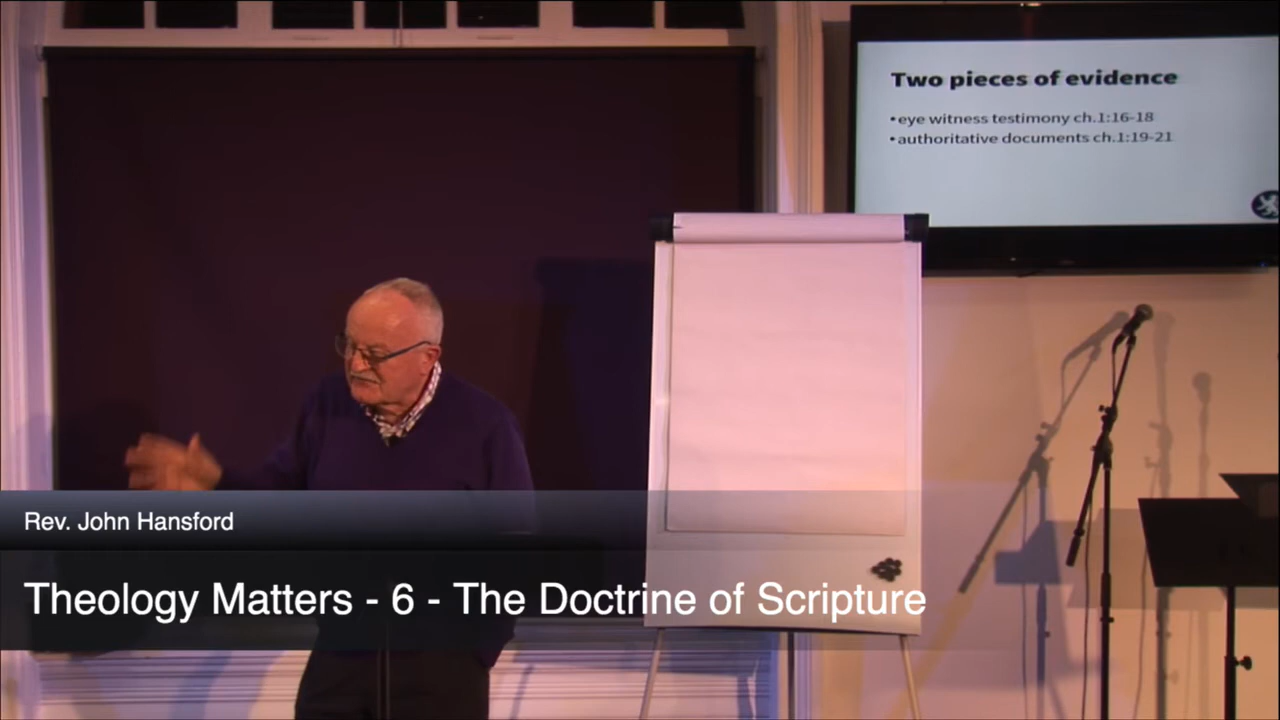 Two pieces of evidence
•eye witness testimony ch.1:16-18
•authoritative documents ch.1:19-21
Rev. John Hansford
Theology Matters - 6 - The Doctrine of Scripture